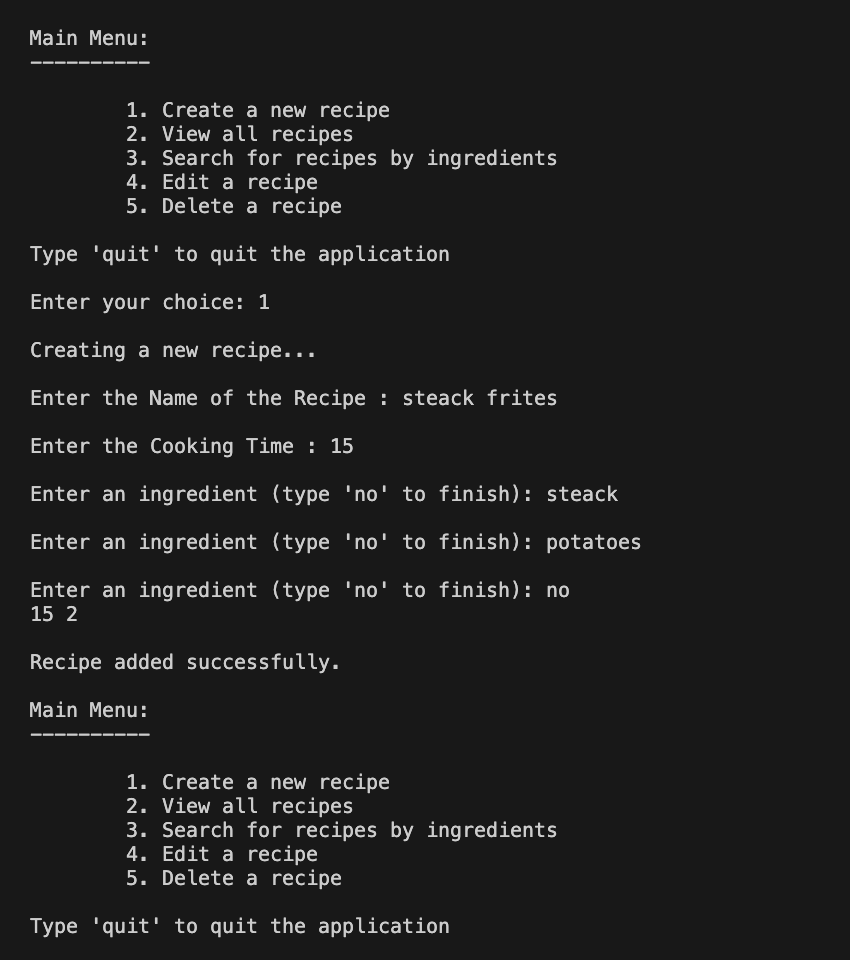 Main Menu:
----------
1. Create a new recipe
2. View all recipes
3. Search for recipes by ingredients
4. Edit a recipe
5. Delete a recipe
Type 'quit' to quit the application
Enter your choice: 1
Creating a new recipe...
Enter the Name of the Recipe : steack frites
Enter the Cooking Time : 15
Enter an ingredient (type 'no' to finish): steack
Enter an ingredient (type 'no' to finish): potatoes
Enter an ingredient (type 'no' to finish): no
15 2
Recipe added successfully.
Main Menu:
----------
1. Create a new recipe
2. View all recipes
3. Search for recipes by ingredients
4. Edit a recipe
5. Delete a recipe
Type 'quit' to quit the application